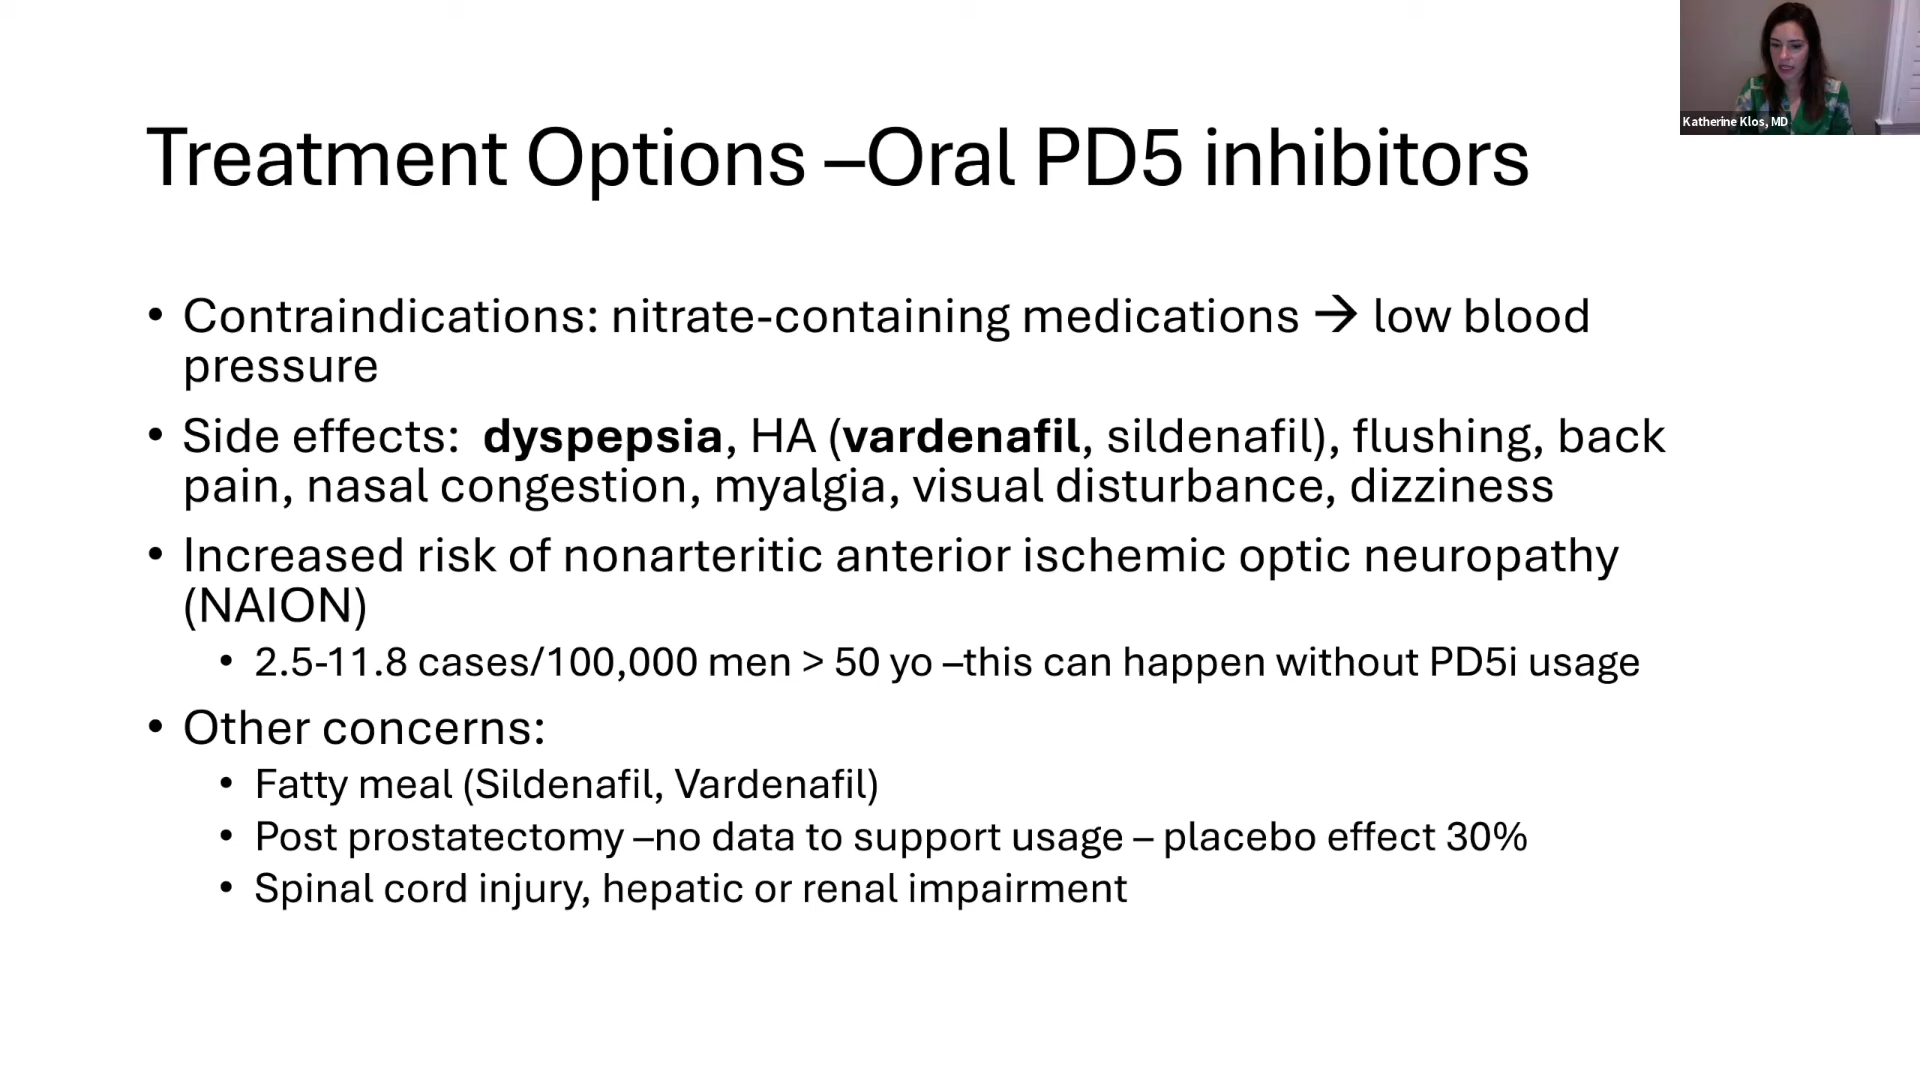 Treatment Options –Oral PD5 inhibitors
Katherine Klos, MD
• Contraindications: nitrate-containing medications → low blood
pressure
• Side effects: dyspepsia, HA (vardenafil, sildenafil), flushing, back
pain, nasal congestion, myalgia, visual disturbance, dizziness
• Increased risk of nonarteritic anterior ischemic optic neuropathy
(NAION)
• 2.5-11.8 cases/100,000 men > 50 yo –this can happen without PD5i usage
• Other concerns:
• Fatty meal (Sildenafil, Vardenafil)
• Post prostatectomy –no data to support usage – placebo effect 30%
• Spinal cord injury, hepatic or renal impairment